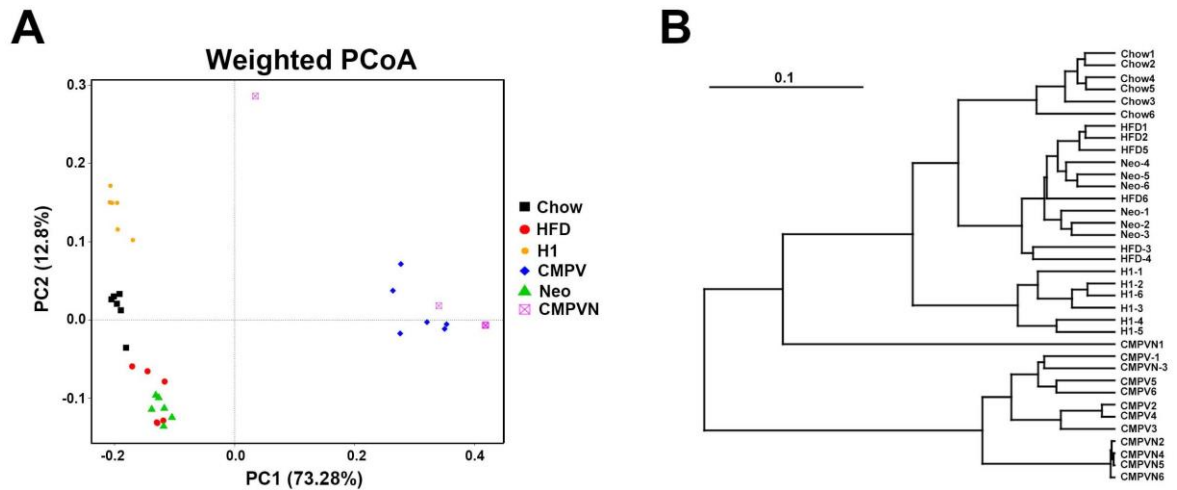 A
Weighted PCoA
PC2 (12.8%)
0.3
0.2
0.1
0.0
-0.1
-0.2
0.0
0.2
0.4
PC1 (73.28%)
Chow
HFD
H1
CMPV
Neo
CMPVN
B
0.1
Chow1
Chow2
Chow4
Chow5
Chow3
Chow6
HFD1
HFD2
HFD5
Neo-4
Neo-5
Neo-6
HFD6
Neo-1
Neo-2
Neo-3
HFD-3
HFD-4
H1-1
H1-2
H1-6
H1-3
H1-4
H1-5
CMPVN1
CMPV-1
CMPVN-3
CMPV5
CMPV6
CMPV2
CMPV4
CMPV3
CMPVN2
CMPVN4
CMPVN5
CMPVN6